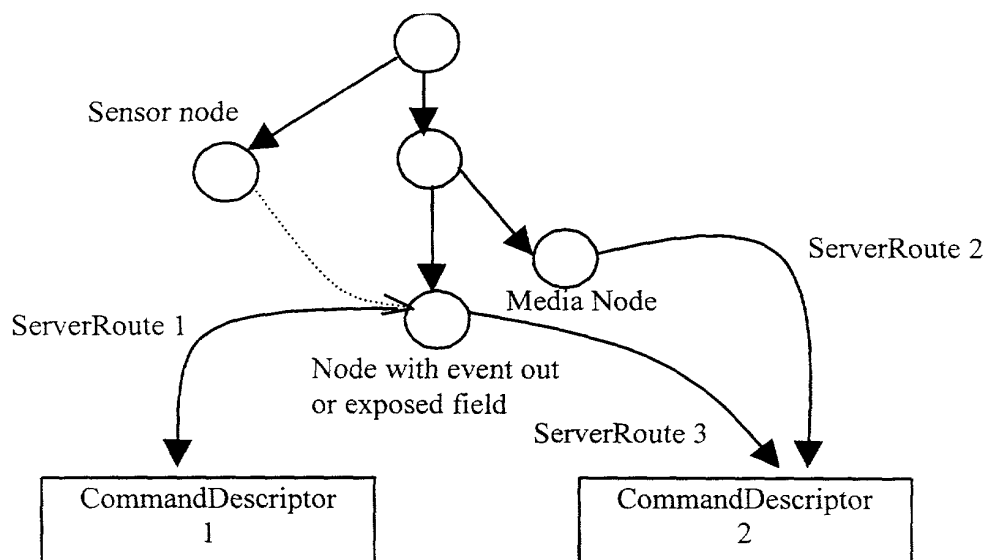 Sensor node
ServerRoute 2
Media Node
ServerRoute 1
Node with event out
or exposed field
ServerRoute 3
CommandDescriptor
1
CommandDescriptor
2